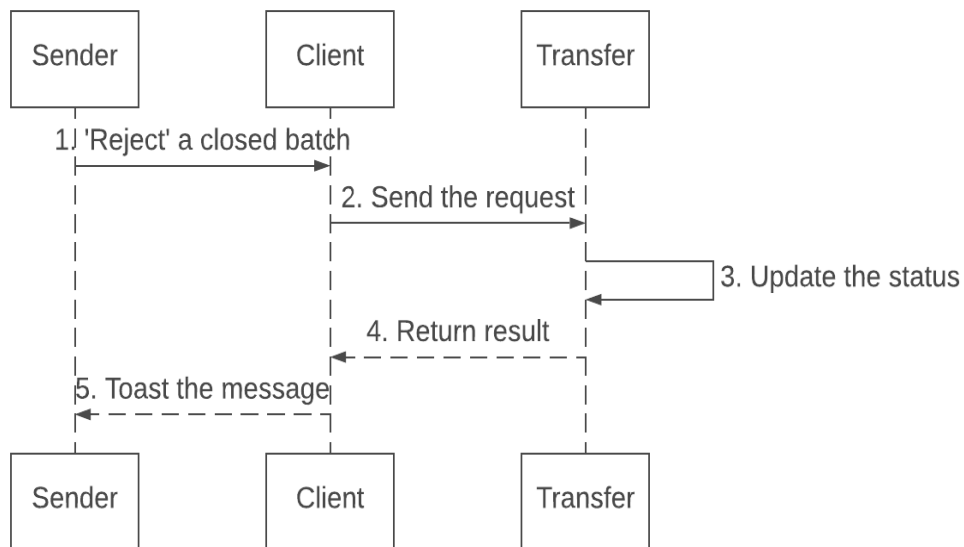 Sender
Client
Transfer
1. 'Reject' a closed batch
2. Send the request
3. Update the status
4. Return result
5. Toast the message
Sender
Client
Transfer